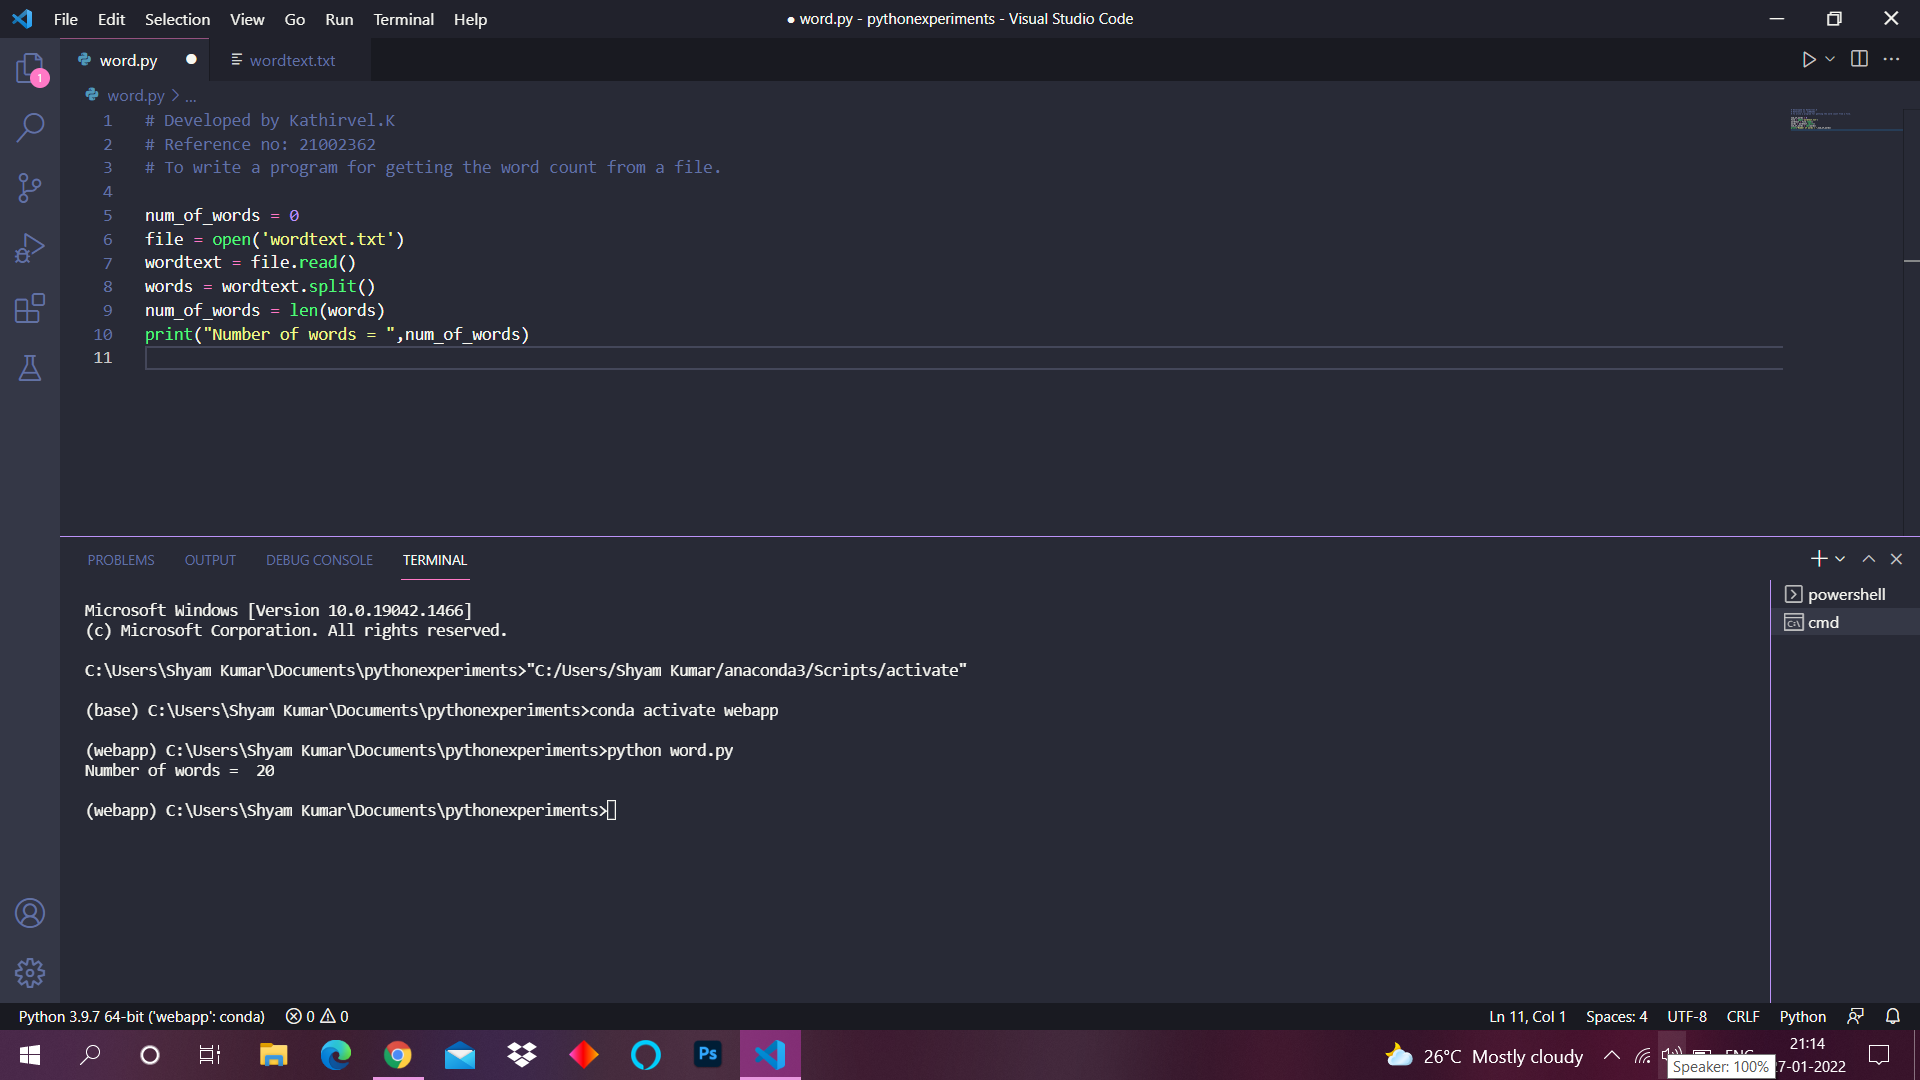 File Edit Selection View Go Run Terminal Help
● word.py - pythonexperiments - Visual Studio Code
word.py
wordtext.txt
1
word.py > ...
1 # Developed by Kathirvel.K
2 # Reference no: 21002362
3 # To write a program for getting the word count from a file.
4
5 num_of_words = 0
6 file = open('wordtext.txt')
7 wordtext = file.read()
8 words = wordtext.split()
9 num_of_words = len(words)
10 print("Number of words = ",num_of_words)
11
PROBLEMS OUTPUT DEBUG CONSOLE TERMINAL
powershell
cmd
Microsoft Windows [Version 10.0.19042.1466]
(c) Microsoft Corporation. All rights reserved.
C:\Users\Shyam Kumar\Documents\pythonexperiments>"C:/Users/Shyam Kumar/anaconda3/Scripts/activate"
(base) C:\Users\Shyam Kumar\Documents\pythonexperiments>conda activate webapp
(webapp) C:\Users\Shyam Kumar\Documents\pythonexperiments>python word.py
Number of words =  20
(webapp) C:\Users\Shyam Kumar\Documents\pythonexperiments>
Python 3.9.7 64-bit ('webapp': conda) 0 0
Ln 11, Col 1 Spaces: 4 UTF-8 CRLF Python
Ps
26°C Mostly cloudy
21:14
7-01-2022
Speaker: 100%